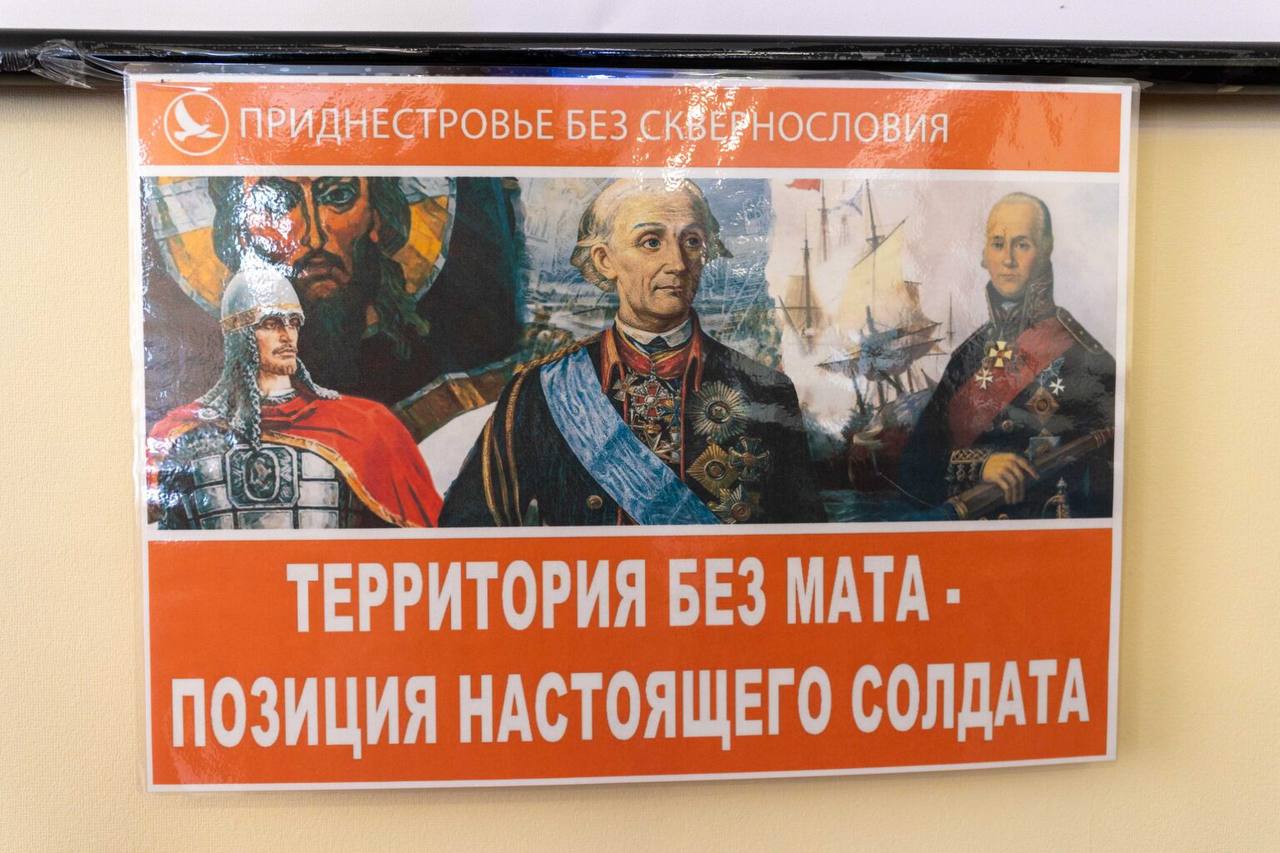 ПРИДНЕСТРОВЬЕ БЕЗ СКВЕРНОСЛОВИЯ
ТЕРРИТОРИЯ БЕЗ МАТА -
ПОЗИЦИЯ НАСТОЯЩЕГО СОЛДАТА